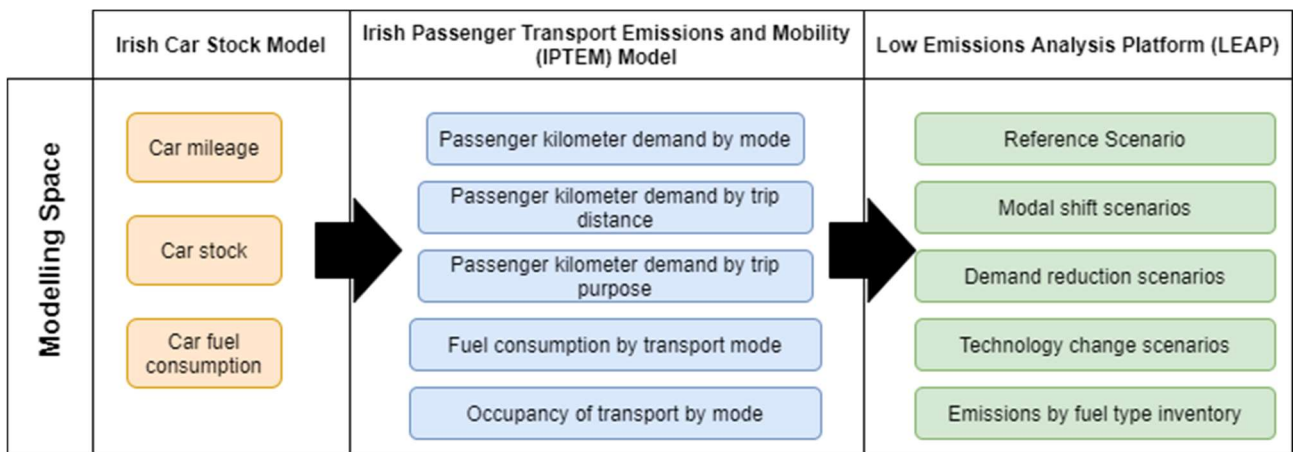 Irish Car Stock Model
Irish Passenger Transport Emissions and Mobility
(IPTEM) Model
Low Emissions Analysis Platform (LEAP)
Modelling Space
Car mileage
Car stock
Car fuel
consumption
Passenger kilometer demand by mode
Passenger kilometer demand by trip
distance
Passenger kilometer demand by trip
purpose
Fuel consumption by transport mode
Occupancy of transport by mode
Reference Scenario
Modal shift scenarios
Demand reduction scenarios
Technology change scenarios
Emissions by fuel type inventory